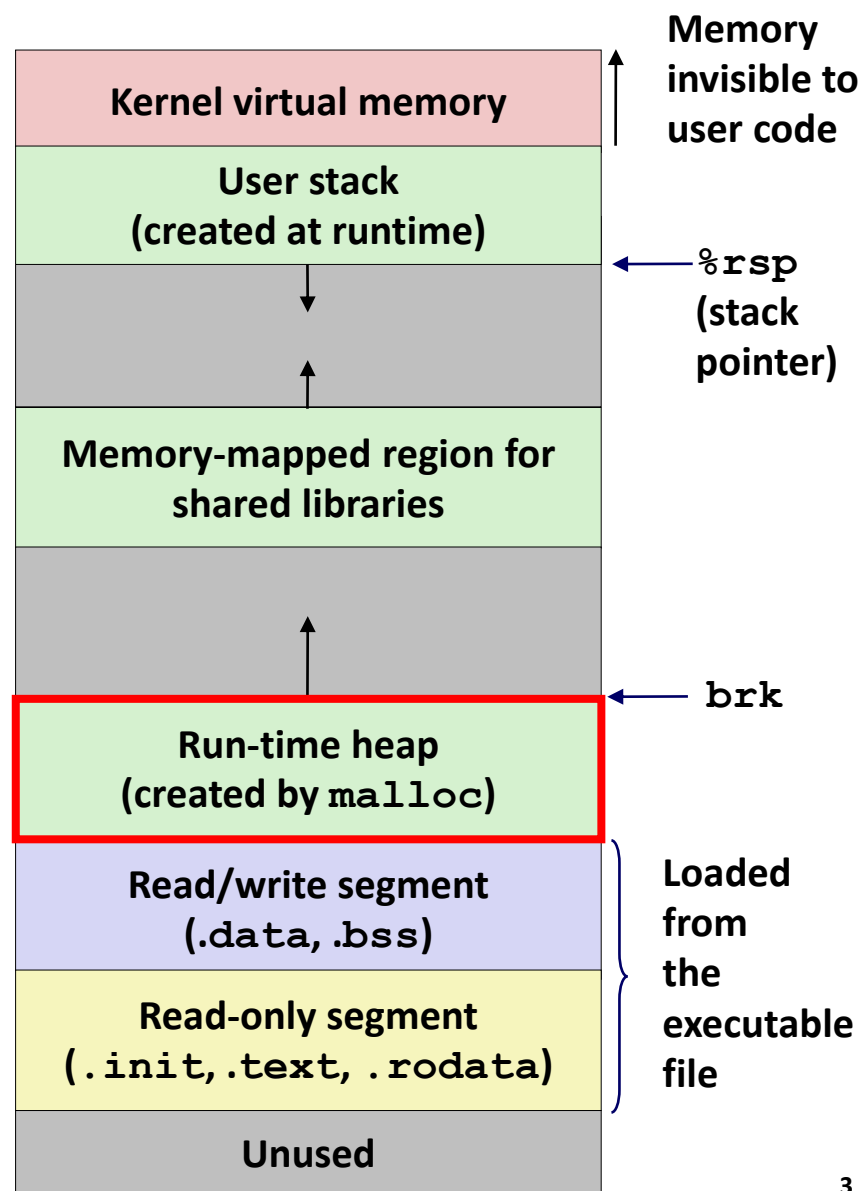 Memory
invisible to
user code
Kernel virtual memory
User stack
(created at runtime)
%rsp
(stack
pointer)
Memory-mapped region for
shared libraries
brk
Run-time heap
(created by malloc)
Read/write segment
(.data, .bss)
Read-only segment
(.init, .text, .rodata)
Loaded
from
the
executable
file
Unused
3